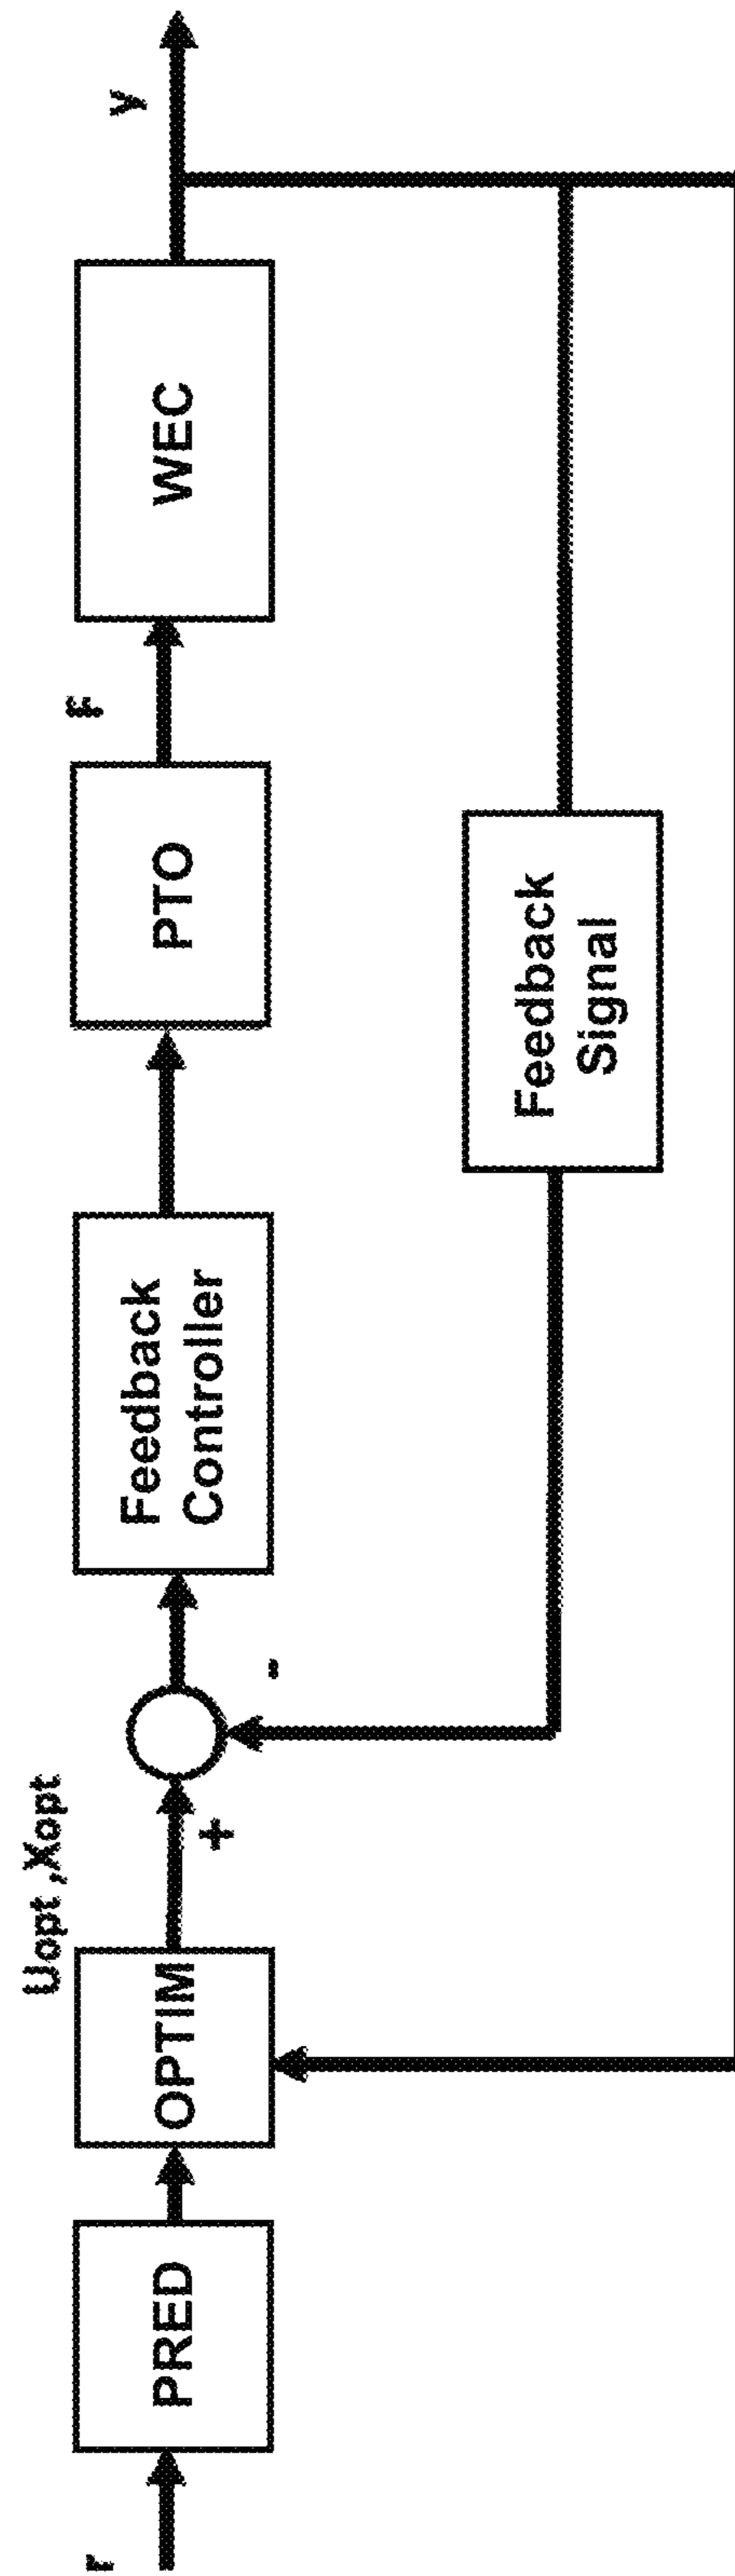 r
PRED
OPTIM
Uopt ,Xopt
+
-
Feedback
Controller
PTO
F
WEC
y
Feedback
Signal